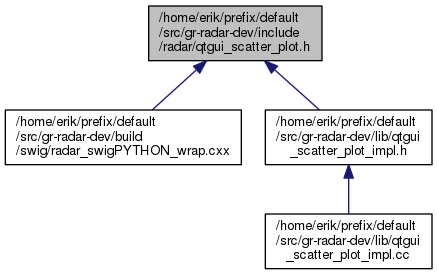 /home/erik/prefix/default
/src/gr-radar-dev/include
/radar/qtgui_scatter_plot.h
/home/erik/prefix/default
/src/gr-radar-dev/build
/swig/radar_swigPYTHON_wrap.cxx
/home/erik/prefix/default
/src/gr-radar-dev/lib/qtgui
_scatter_plot_impl.h
/home/erik/prefix/default
/src/gr-radar-dev/lib/qtgui
_scatter_plot_impl.cc